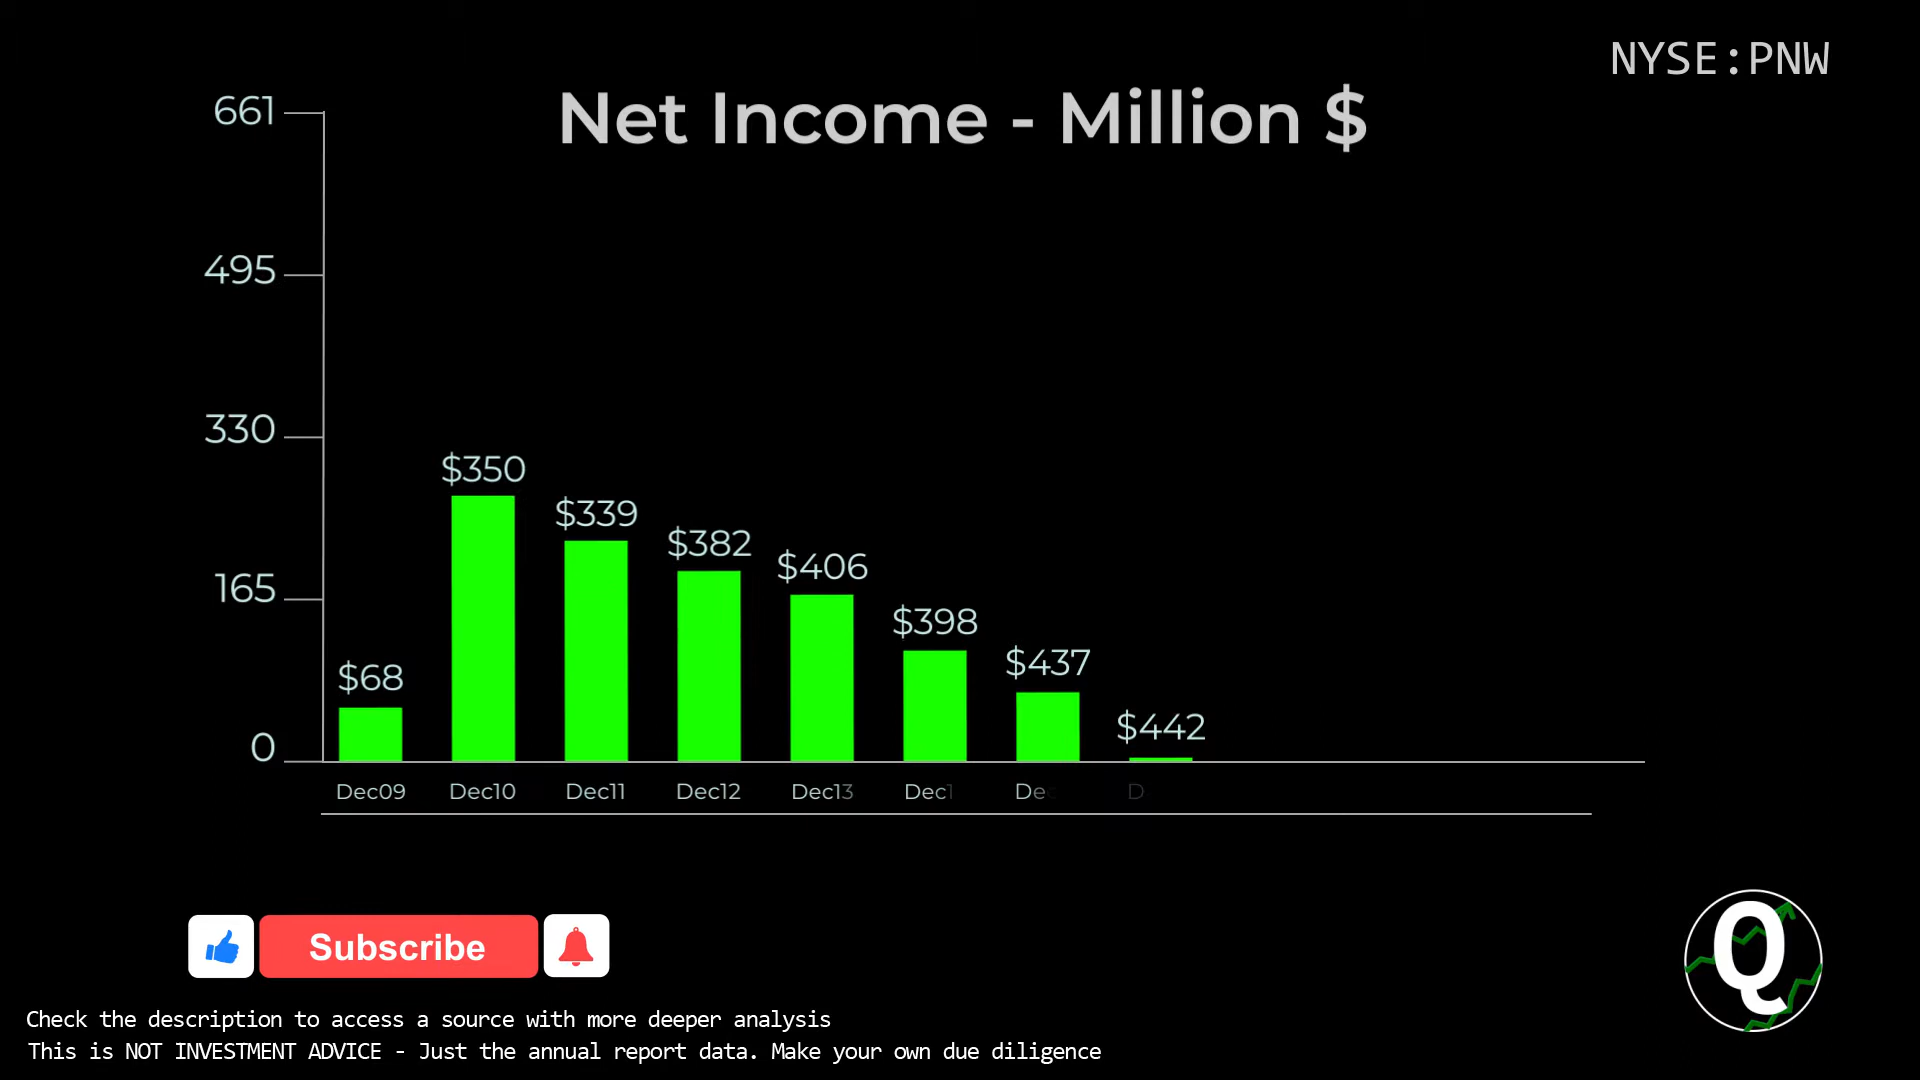 NYSE:PNW
Net Income - Million $
661
495
330
165
0
$68
$350
$339
$382
$406
$398
$437
$442
Dec09 Dec10 Dec11 Dec12 Dec13 Dec1 De D
Subscribe
Q
Check the description to access a source with more deeper analysis
This is NOT INVESTMENT ADVICE - Just the annual report data. Make your own due diligence